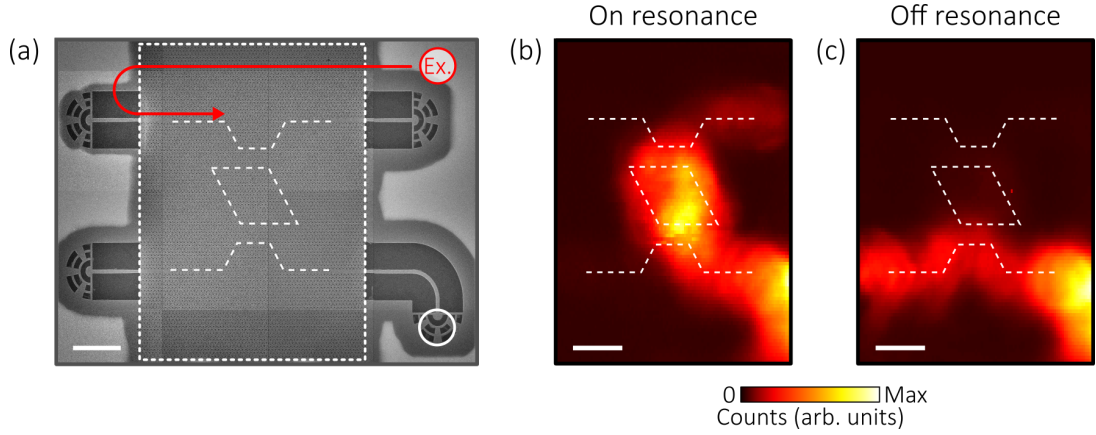 On resonance
Off resonance
(a)
Ex.
(b)
(c)
0
Max
Counts (arb. units)